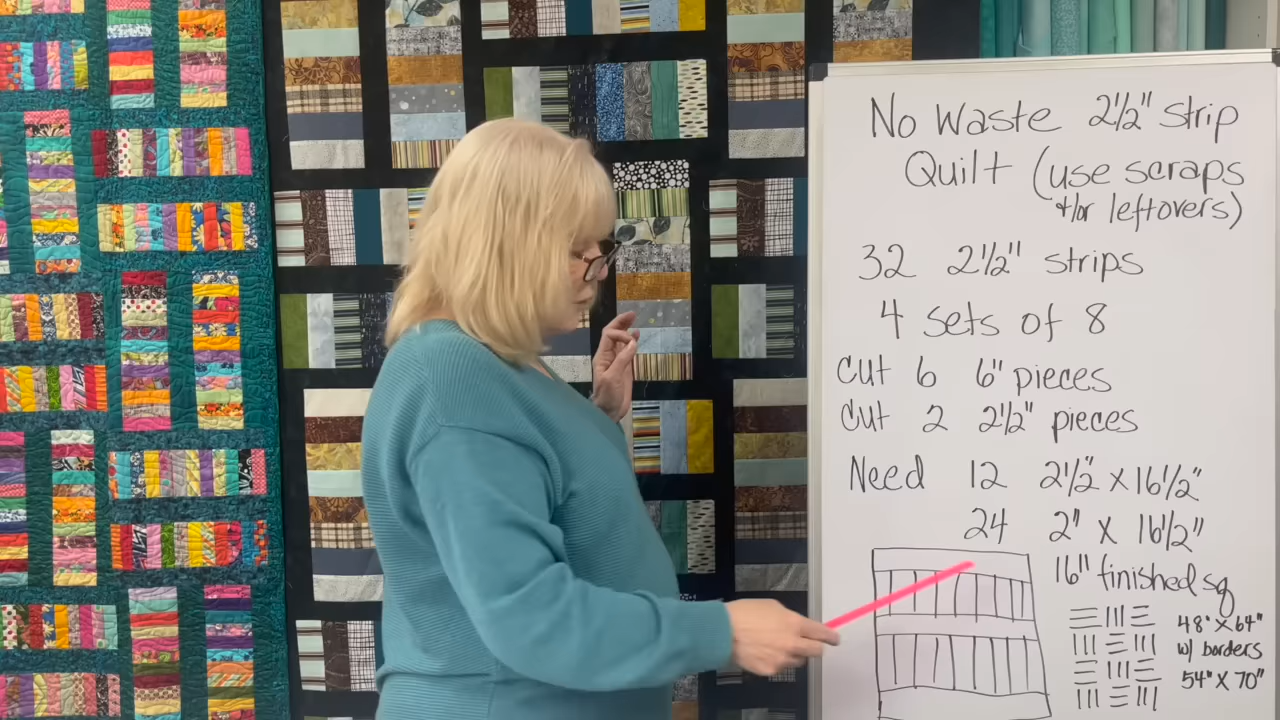 No Waste 2½" strip
Quilt (use scraps
+/or leftovers)
32 2½" strips
4 sets of 8
Cut 6 6" pieces
Cut 2 2½" pieces
Need 12 2½" x 16½"
24 2" x 16½"
16" finished sq
48" x 64"
w/ borders
54" x 70"